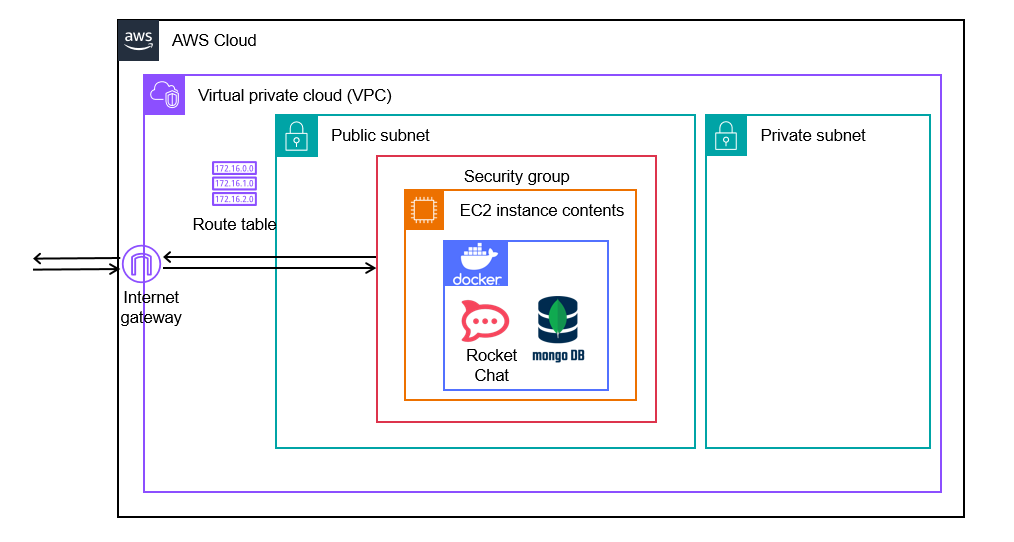 aws
AWS Cloud
Virtual private cloud (VPC)
Public subnet
Private subnet
172.16.0.0
172.16.1.0
172.16.2.0
Route table
Security group
EC2 instance contents
docker
Internet
gateway
Rocket
Chat
mongo DB